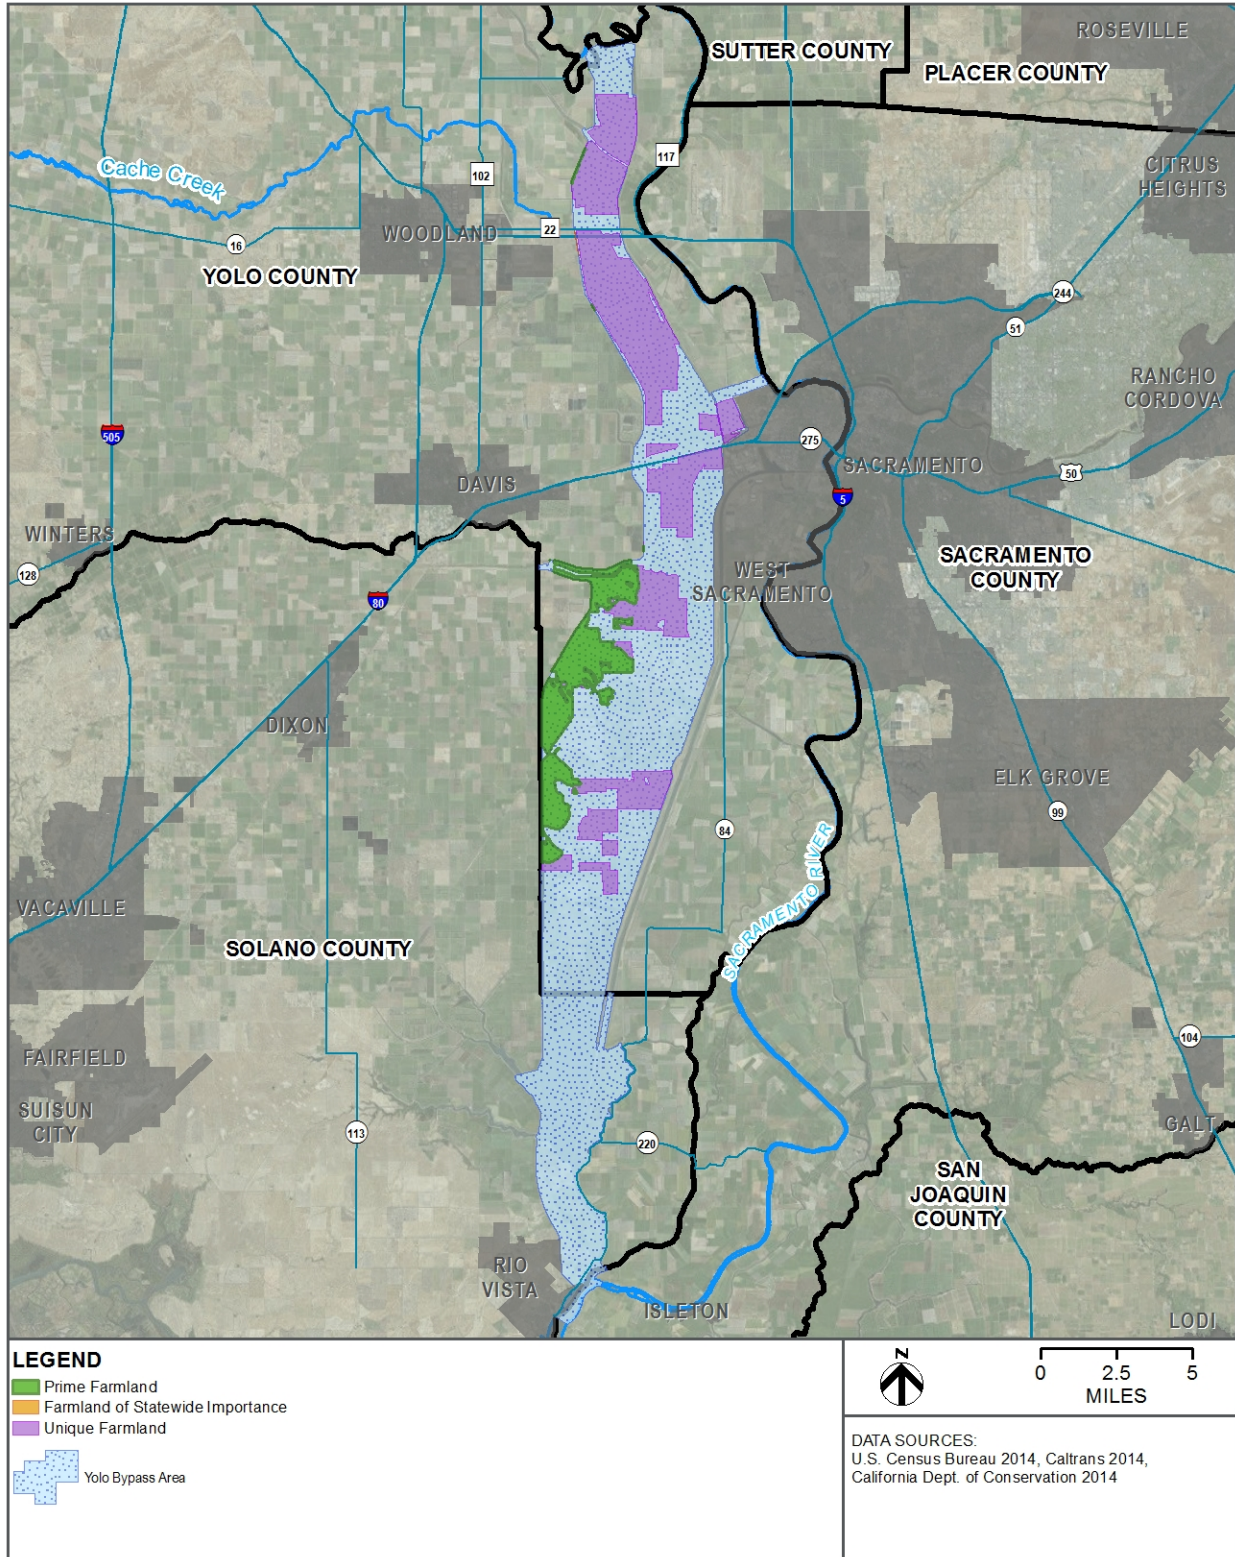 ROSEVILLE
SUTTER COUNTY
PLACER COUNTY
Cache Creek
117
102
CITRUS
HEIGHTS
WOODLAND
22
16
YOLO COUNTY
244
51
RANCHO
CORDOVA
505
275
SACRAMENTO
50
DAVIS
5
WINTERS
128
SACRAMENTO
COUNTY
WEST
SACRAMENTO
80
DIXON
ELK GROVE
99
84
SACRAMENTO RIVER
VACAVILLE
SOLANO COUNTY
104
FAIRFIELD
SUISUN
CITY
113
220
GALT
SAN
JOAQUIN
COUNTY
RIO
VISTA
ISLETON
LODI
LEGEND
Prime Farmland
Farmland of Statewide Importance
Unique Farmland
Yolo Bypass Area
N
0 2.5 5
MILES
DATA SOURCES:
U.S. Census Bureau 2014, Caltrans 2014,
California Dept. of Conservation 2014